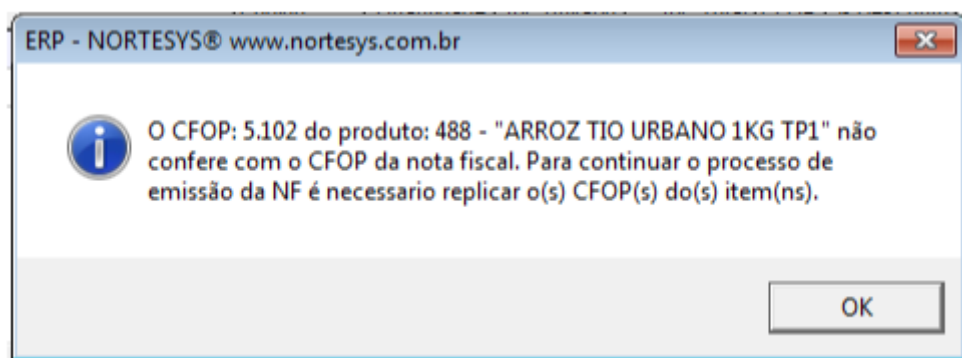 ERP - NORTESYS® www.nortesys.com.br
O CFOP: 5.102 do produto: 488 - "ARROZ TIO URBANO 1KG TP1" não
confere com o CFOP da nota fiscal. Para continuar o processo de
emissão da NF é necessario replicar o(s) CFOP(s) do(s) item(ns).
OK